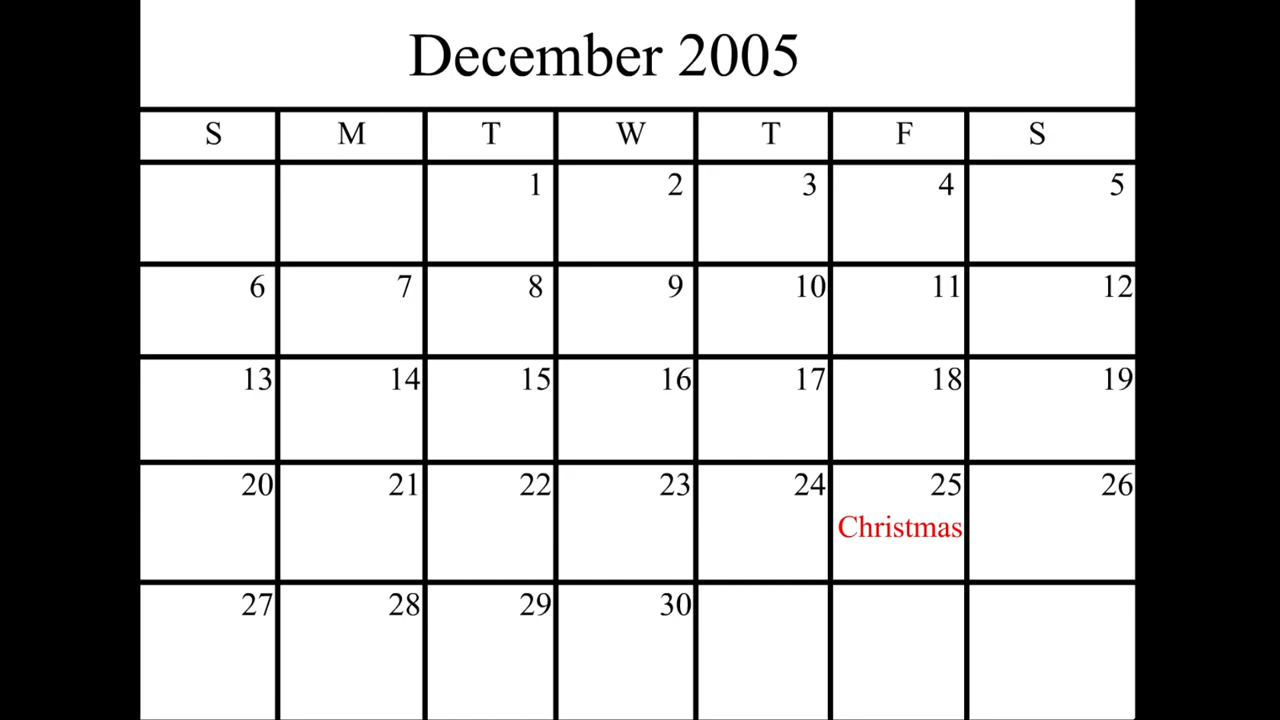 December 2005
S M T W T F S
1 2 3 4 5
6 7 8 9 10 11 12
13 14 15 16 17 18 19
20 21 22 23 24 25 26
Christmas
27 28 29 30